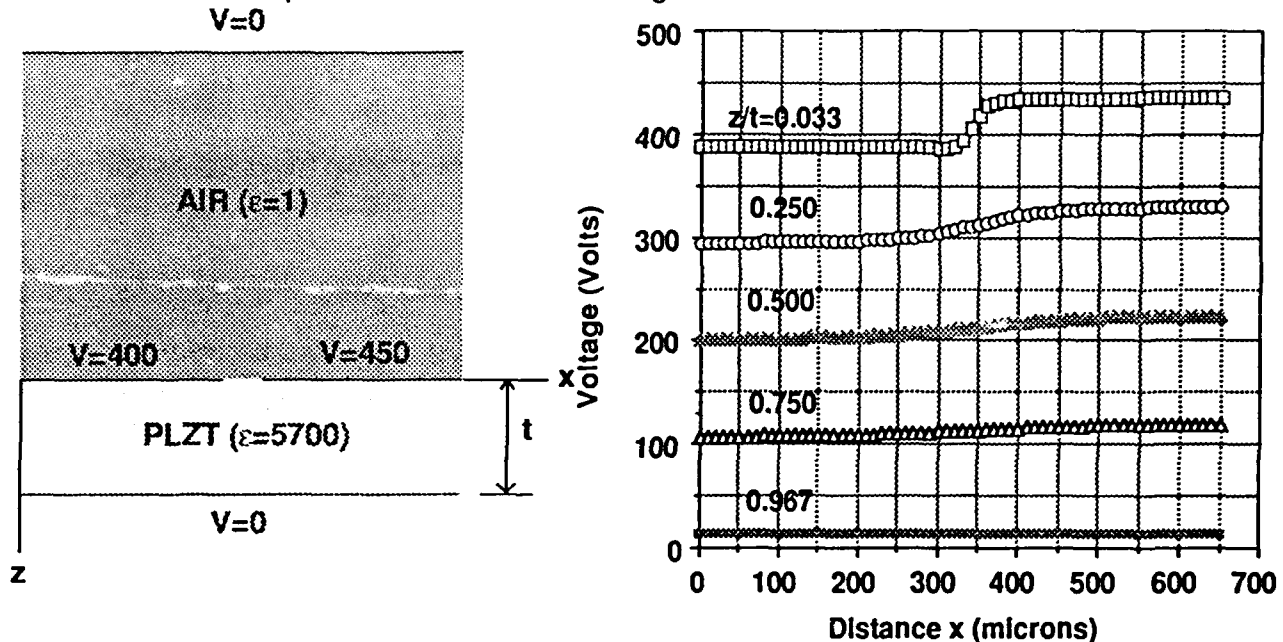 V=0
AIR (ε=1)
V=400 V=450
x
PLZT (ε=5700)
t
V=0
z
Voltage (Volts)
500
400
300
200
100
0
z/t=0.033
0.250
0.500
0.750
0.967
0 100 200 300 400 500 600 700
Distance x (microns)